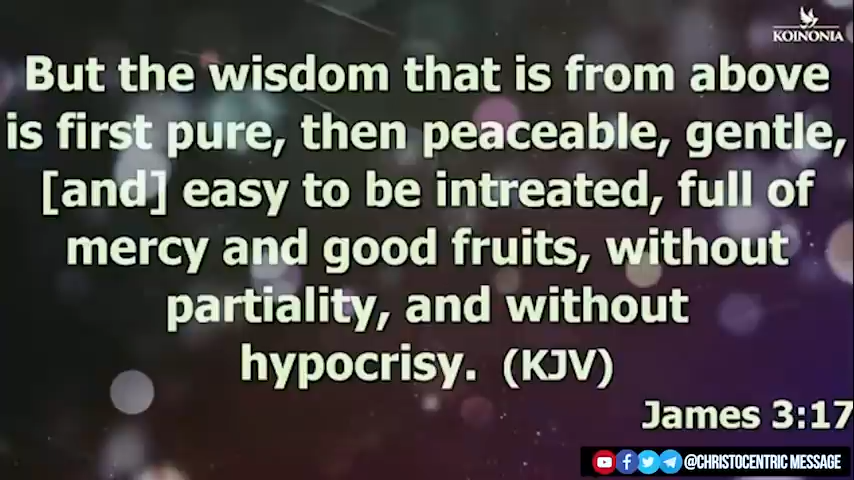 KOINONIA
But the wisdom that is from above
is first pure, then peaceable, gentle,
[and] easy to be intreated, full of
mercy and good fruits, without
partiality, and without
hypocrisy. (KJV)
James 3:17
@CHRISTOCENTRIC MESSAGE